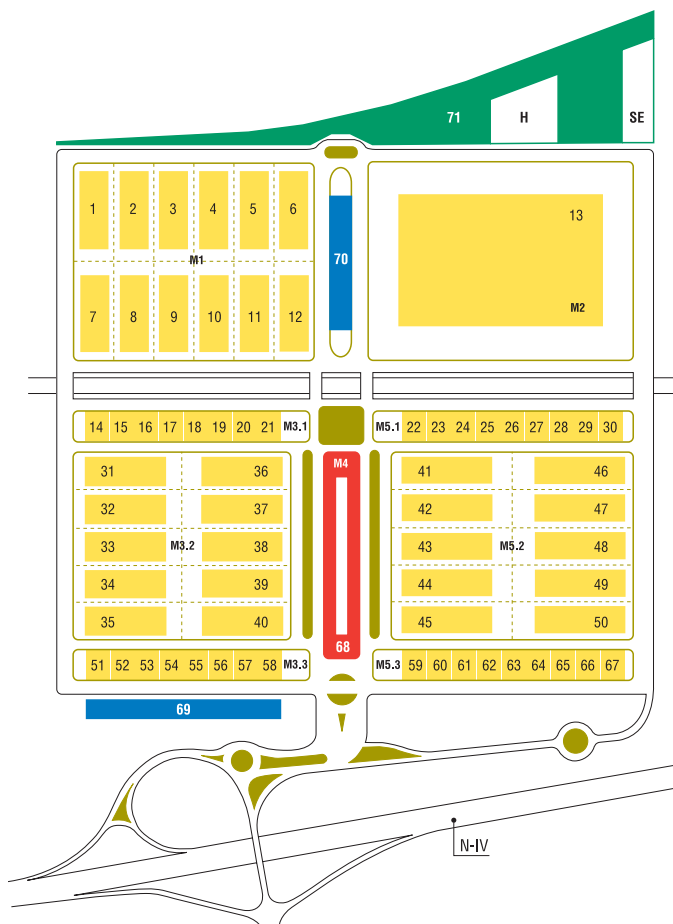 71 H SE
1 2 3 4 5 6
13
M1
70
M2
7 8 9 10 11 12
14 15 16 17 18 19 20 21 M3.1
M5.1 22 23 24 25 26 27 28 29 30
M4
31 36
41 46
32 37
42 47
33 M3.2 38
43 M5.2 48
34 39
44 49
35 40
45 50
68
51 52 53 54 55 56 57 58 M3.3
M5.3 59 60 61 62 63 64 65 66 67
69
N-IV